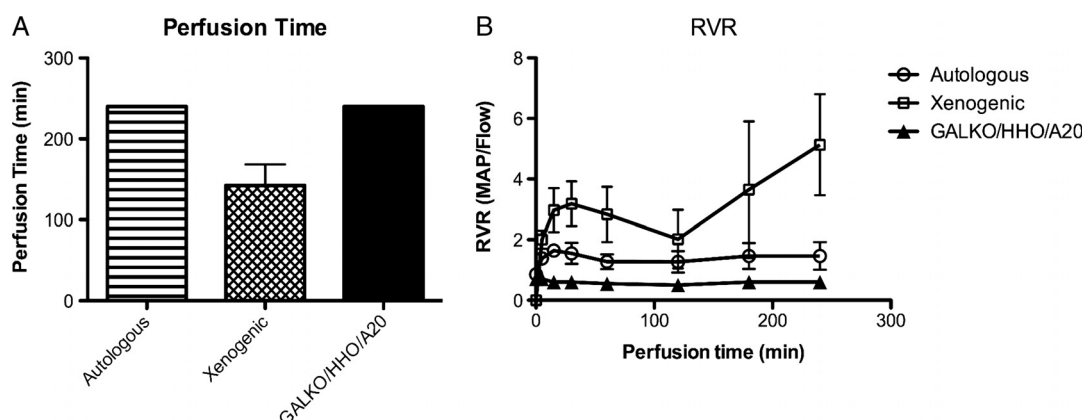 A
Perfusion Time
Perfusion Time (min)
300
200
100
0
Autologous
Xenogenic
GALKO/HHO/A20
B
RVR
RVR (MAP/Flow)
8
6
4
2
0
0
100
200
300
Perfusion time (min)
Autologous
Xenogenic
GALKO/HHO/A20